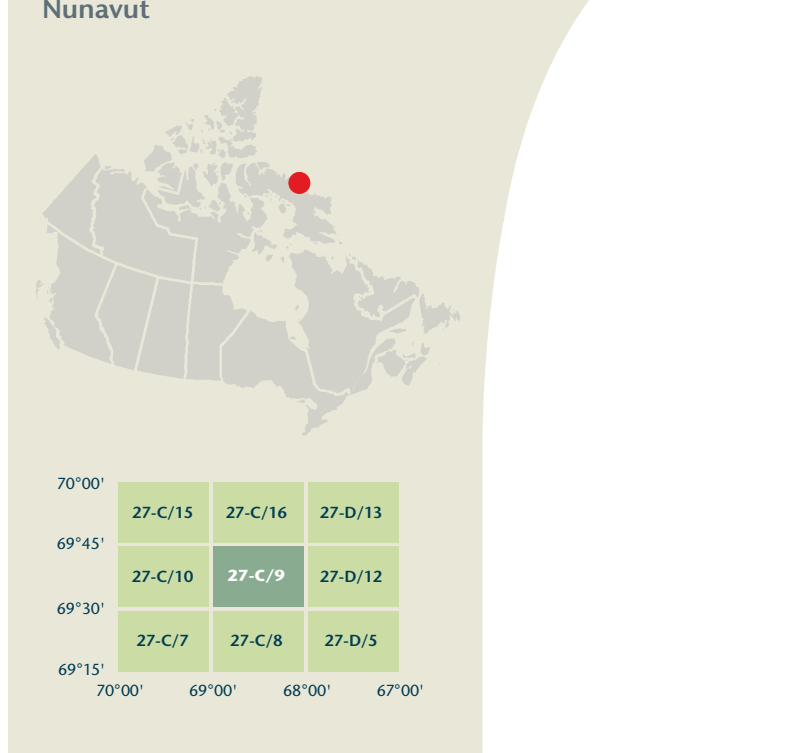 Nunavut
70°00'
27-C/15 27-C/16 27-D/13
69°45'
27-C/10 27-C/9 27-D/12
69°30'
27-C/7 27-C/8 27-D/5
69°15'
70°00' 69°00' 68°00' 67°00'